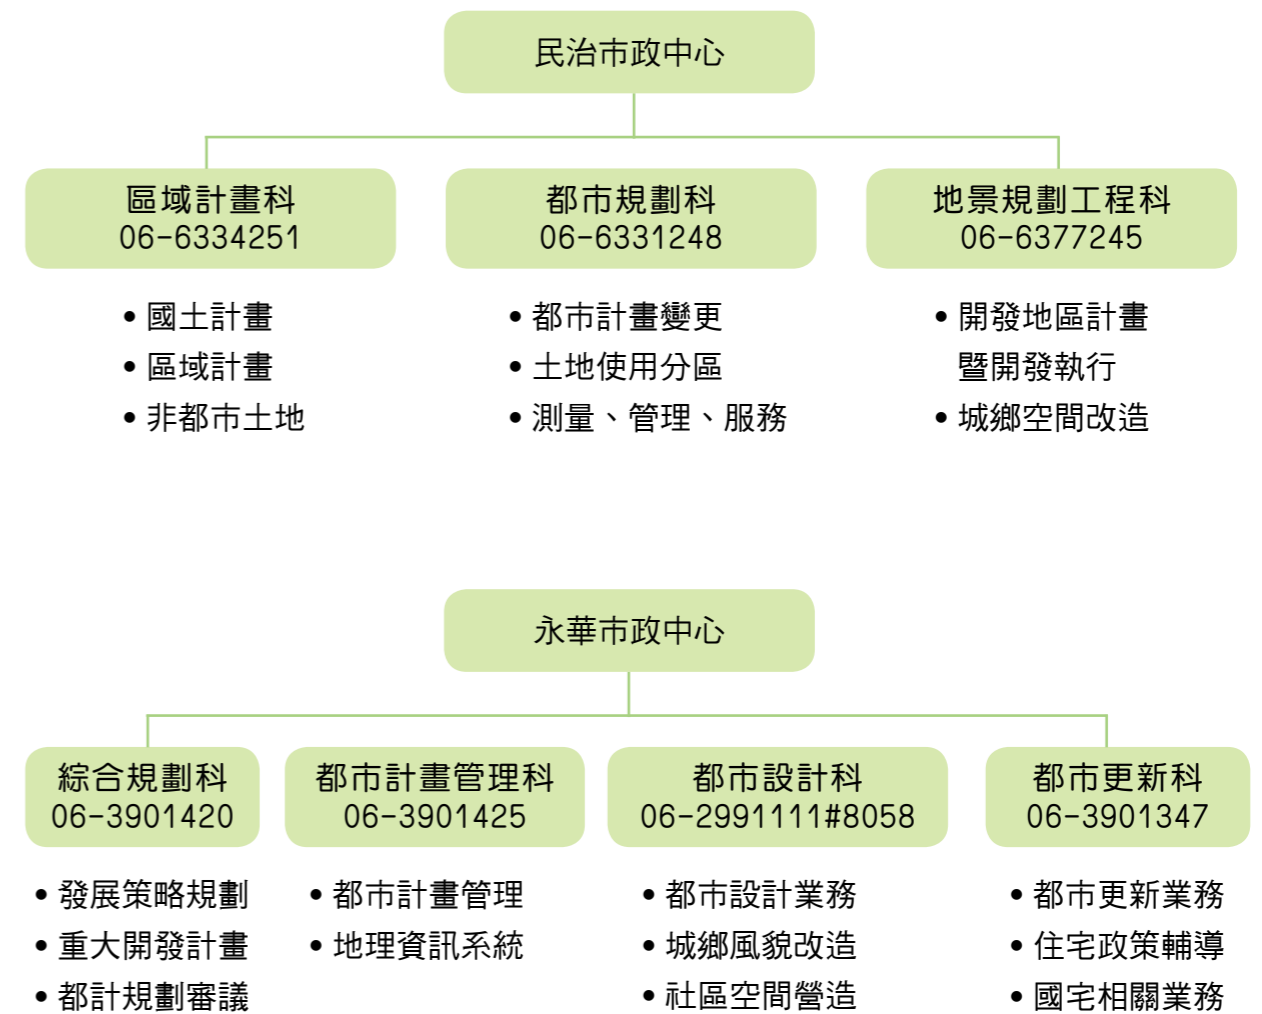 民治市政中心
區域計畫科
06-6334251
• 國土計畫
• 區域計畫
• 非都市土地
都市規劃科
06-6331248
• 都市計畫變更
• 土地使用分區
• 測量、管理、服務
地景規劃工程科
06-6377245
• 開發地區計畫
暨開發執行
• 城鄉空間改造
永華市政中心
綜合規劃科
06-3901420
• 發展策略規劃
• 重大開發計畫
• 都計規劃審議
都市計畫管理科
06-3901425
• 都市計畫管理
• 地理資訊系統
都市設計科
06-2991111#8058
• 都市設計業務
• 城鄉風貌改造
• 社區空間營造
都市更新科
06-3901347
• 都市更新業務
• 住宅政策輔導
• 國宅相關業務